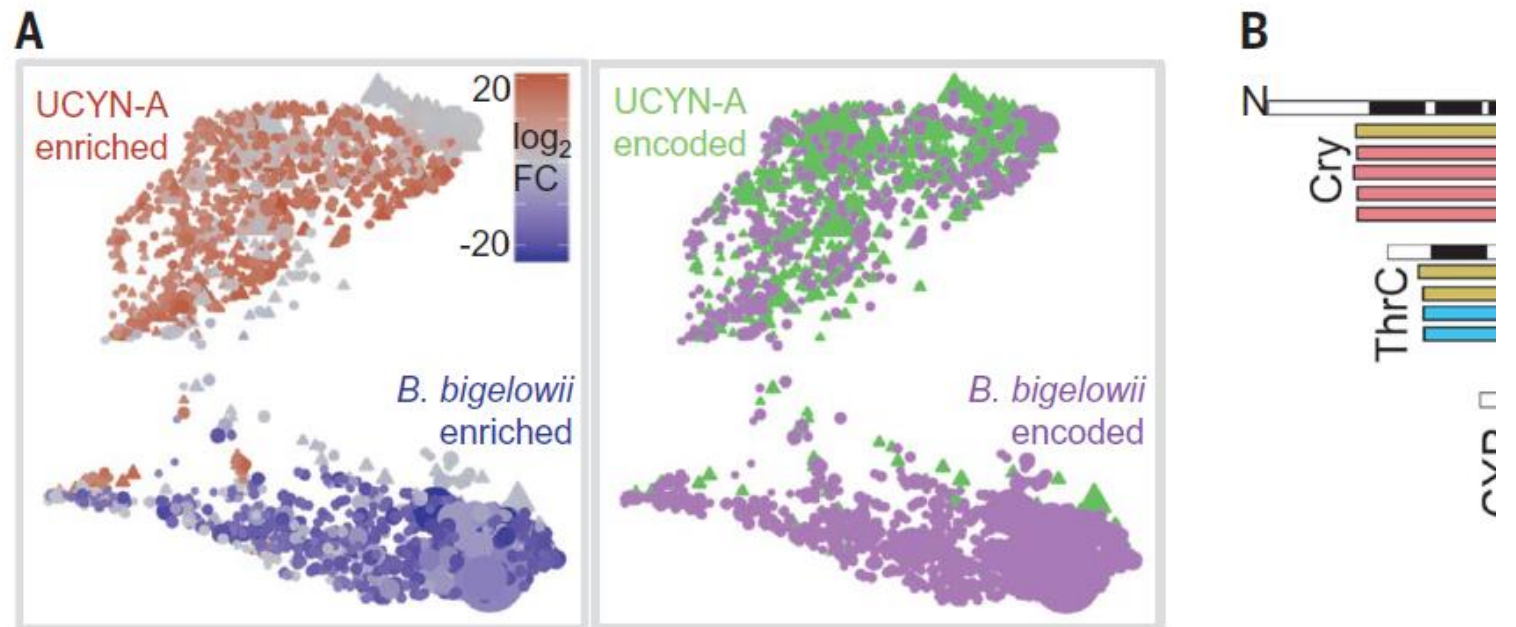 A
UCYN-A
enriched
20
log2
FC
-20
B. bigelowii
enriched
UCYN-A
encoded
B. bigelowii
encoded
B
N
Cry
ThrC